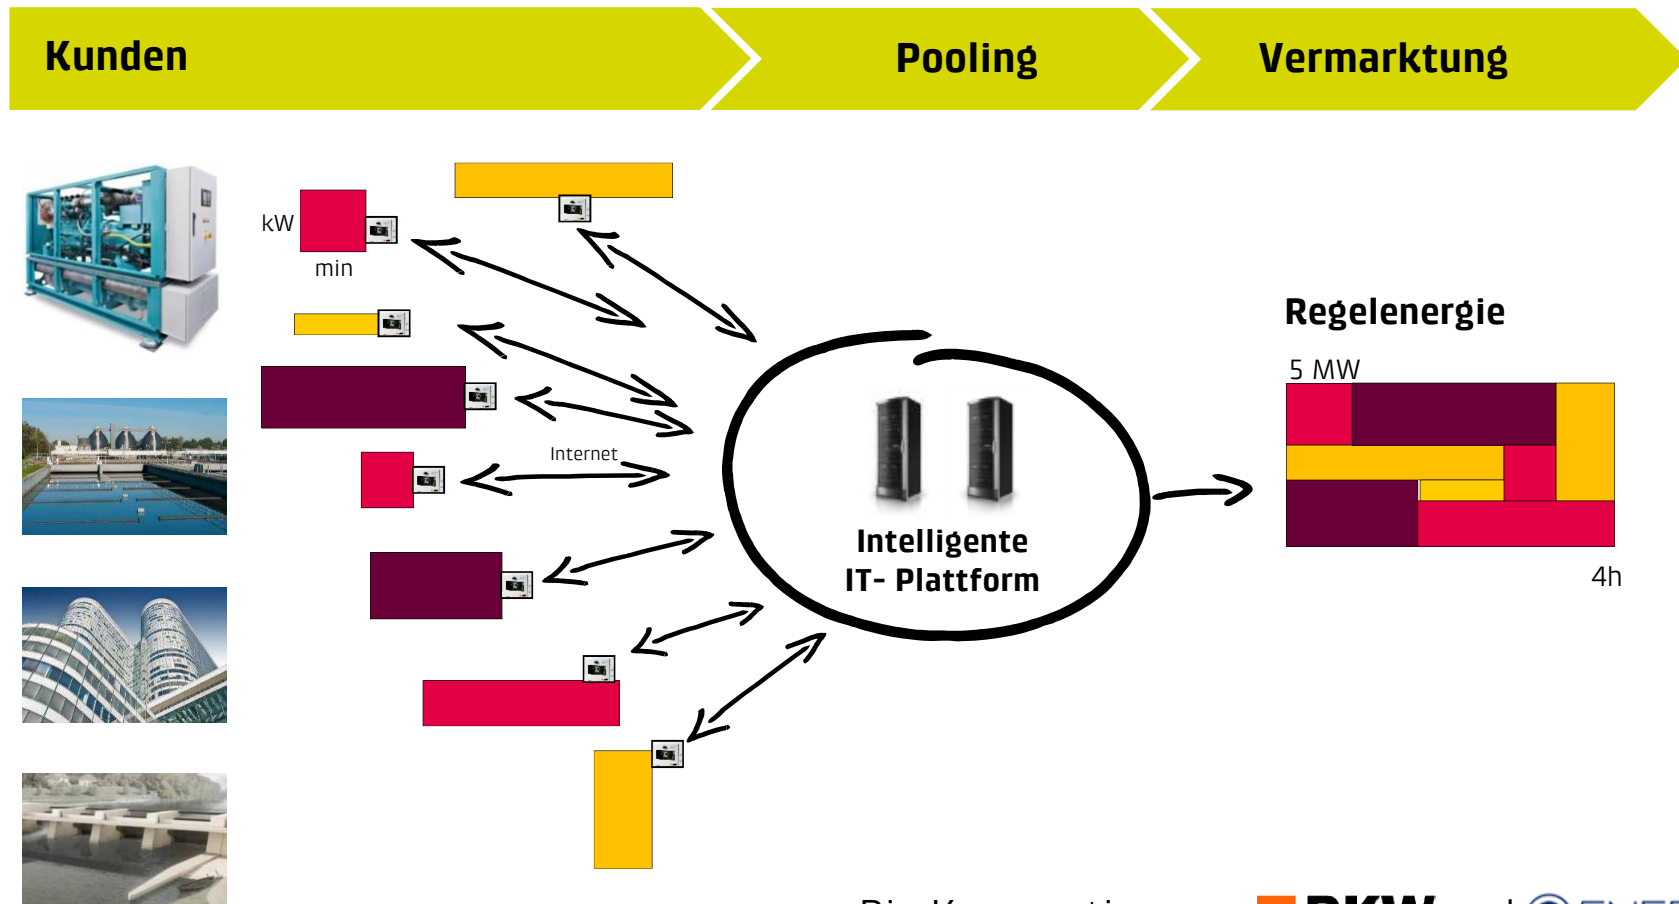 Kunden
Pooling
Vermarktung
kW
min
Internet
Intelligente
IT- Plattform
Regelenergie
5 MW
4h